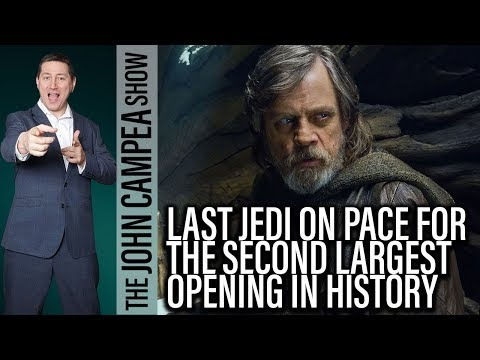 THE JOHN CAMPEA SHOW
LAST JEDI ON PACE FOR
THE SECOND LARGEST
OPENING IN HISTORY